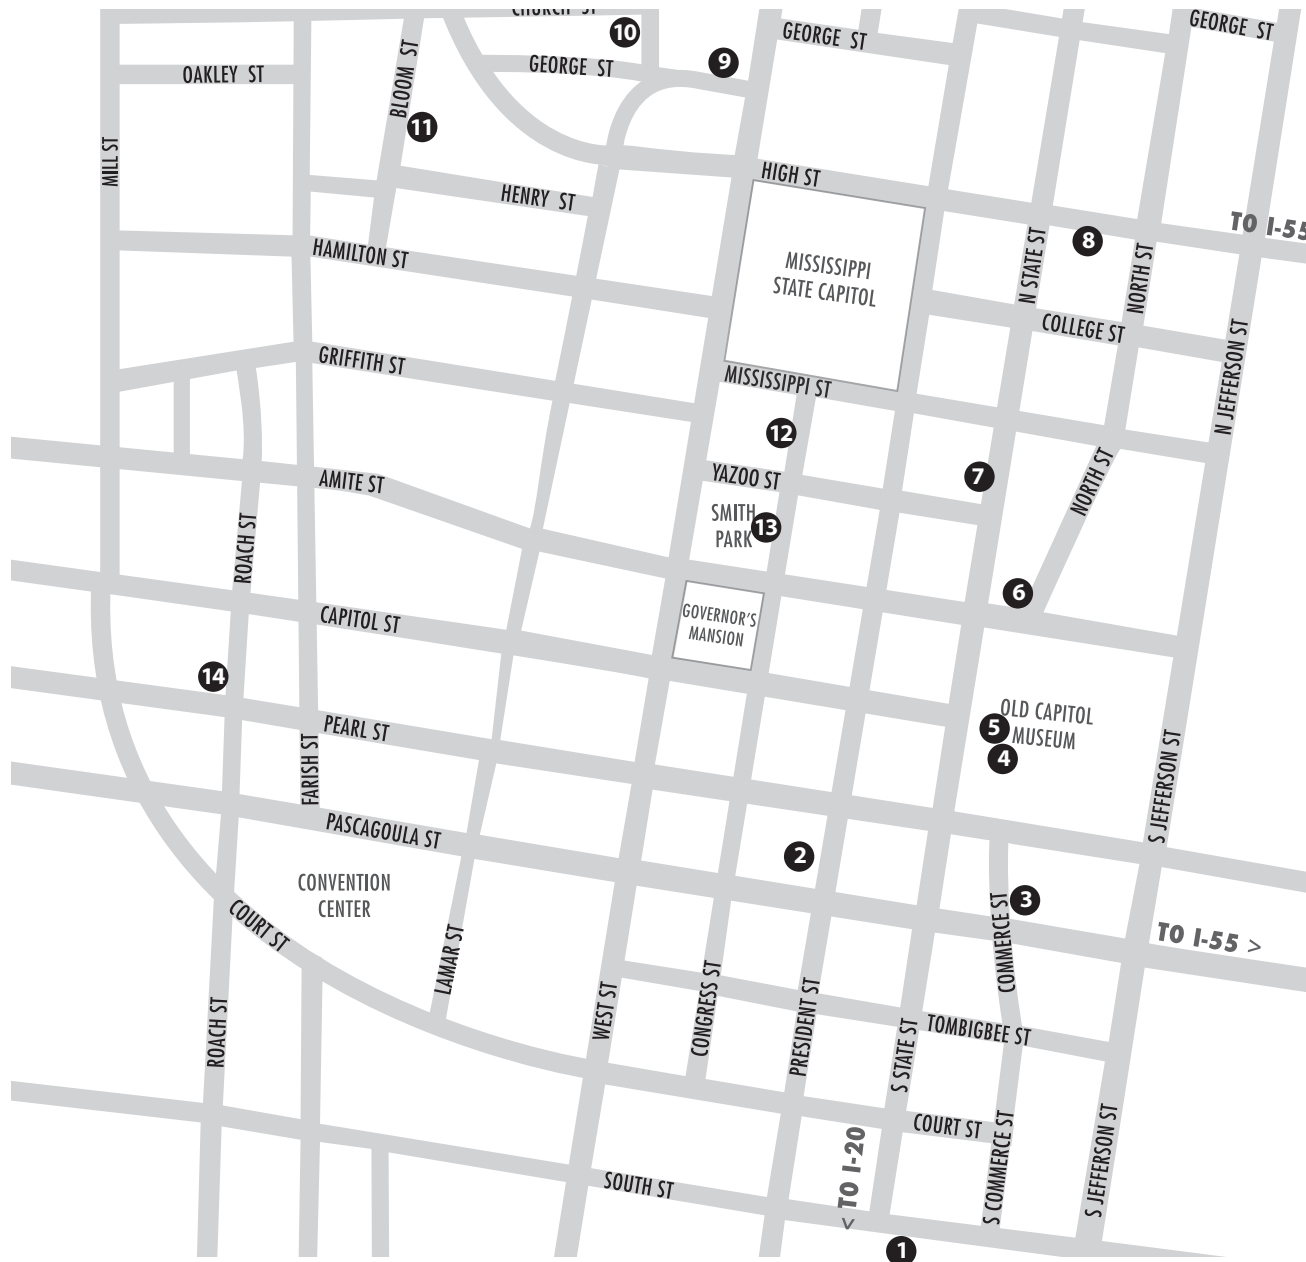 CHURCH ST
10
GEORGE ST
GEORGE ST
9
GEORGE ST
OAKLEY ST
BLOOM ST
11
MILL ST
HIGH ST
HENRY ST
TO I-55
8
HAMILTON ST
MISSISSIPPI
STATE CAPITOL
N STATE ST
NORTH ST
COLLEGE ST
GRIFFITH ST
MISSISSIPPI ST
N JEFFERSON ST
12
AMITE ST
YAZOO ST
7
NORTH ST
SMITH
PARK
13
ROACH ST
6
CAPITOL ST
GOVERNOR'S
MANSION
14
PEARL ST
OLD CAPITOL
MUSEUM
5
4
FARISH ST
S JEFFERSON ST
PASCAGOULA ST
2
CONVENTION
CENTER
3
COURT ST
COMMERCE ST
TO I-55 >
LAMAR ST
WEST ST
CONGRESS ST
PRESIDENT ST
ROACH ST
TOMBIGBEE ST
S STATE ST
COURT ST
S COMMERCE ST
S JEFFERSON ST
< TO I-20
SOUTH ST
1